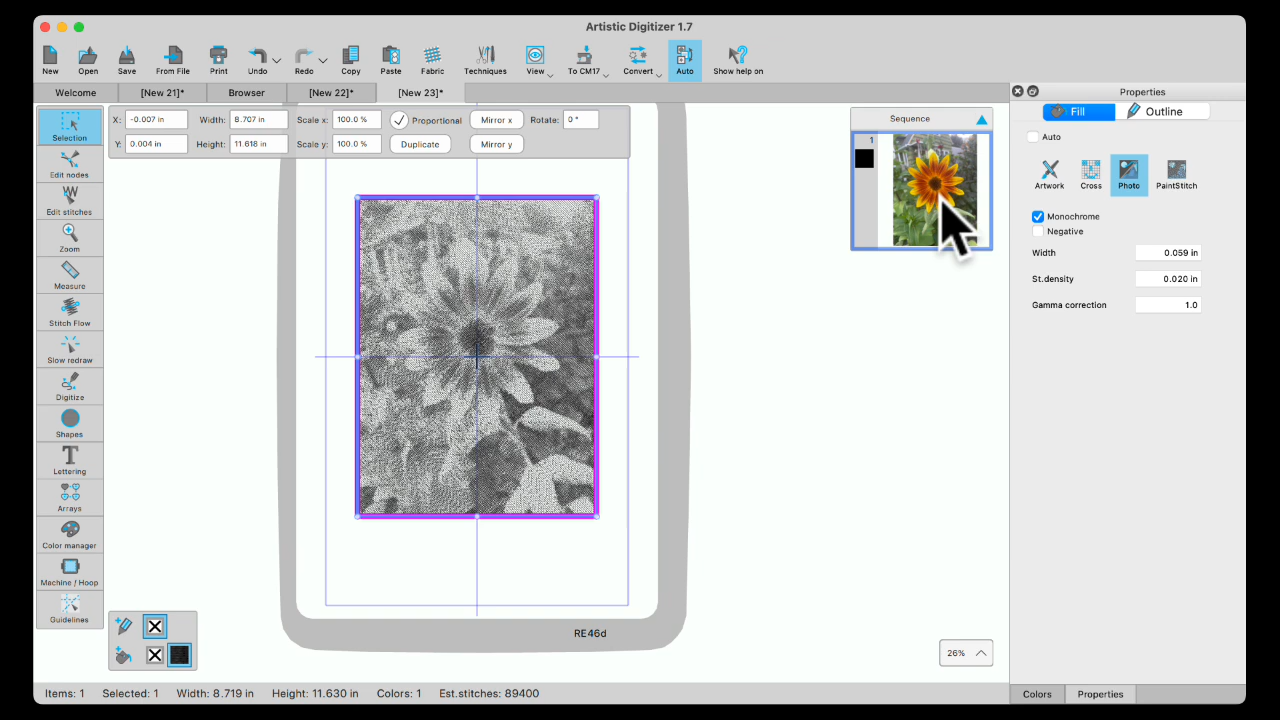 Artistic Digitizer 1.7
New Open Save From File Print Undo Redo Copy Paste Fabric Techniques View To CM17 Convert Auto Show help on
Welcome [New 21]* Browser [New 22]* [New 23]* Properties
X: -0.007 in Width: 8.707 in Scale x: 100.0 % Proportional Mirror x Rotate: 0 °
Y: 0.004 in Height: 11.618 in Scale y: 100.0 % Duplicate Mirror y
Selection
Edit nodes
Edit stitches
Zoom
Measure
Stitch Flow
Slow redraw
Digitize
Shapes
Lettering
Arrays
Color manager
Machine / Hoop
Guidelines
Sequence
1
Fill Outline
Auto
Artwork Cross Photo PaintStitch
Monochrome
Negative
Width 0.059 in
St.density 0.020 in
Gamma correction 1.0
RE46d
26%
Items: 1 Selected: 1 Width: 8.719 in Height: 11.630 in Colors: 1 Est.stitches: 89400
Colors Properties